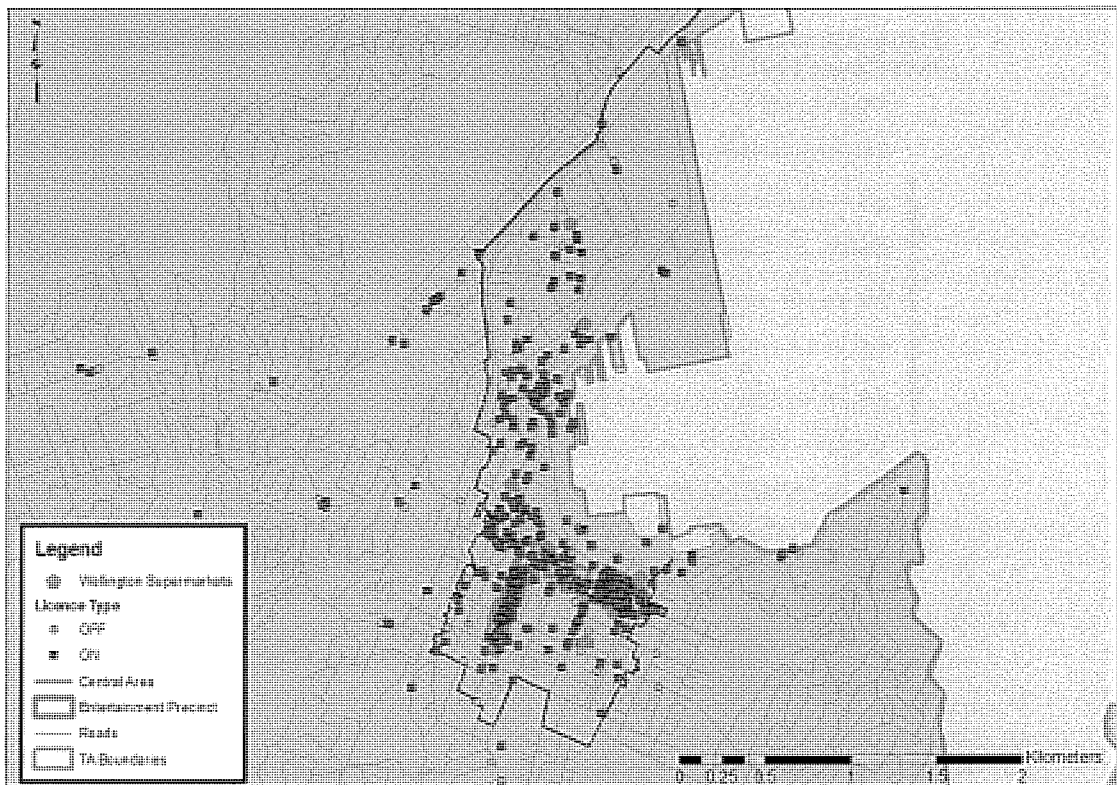 Legend
Wellington Supermarkets
Licence Type
OFF
ON
Central Area
Entertainment Precinct
Roads
TA Boundaries
Kilometers
0 0.25 0.5 1 1.5 2